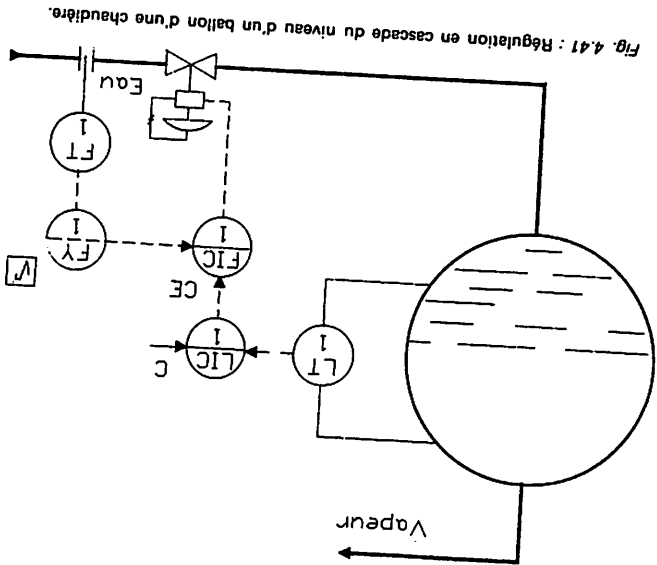 Vapeur
LT
1
C
LIC
1
CE
FIC
1
FY
1
√
FT
1
Eau
Fig. 4.41 : Régulation en cascade du niveau d'un ballon d'une chaudière.